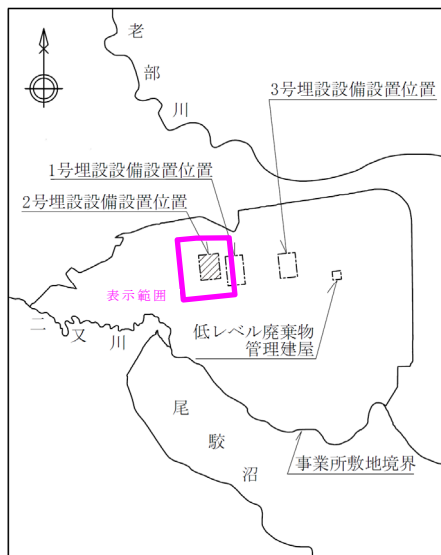 老部川
3号埋設設備設置位置
1号埋設設備設置位置
2号埋設設備設置位置
表示範囲
低レベル廃棄物
管理建屋
二又川
尾駮沼
事業所敷地境界